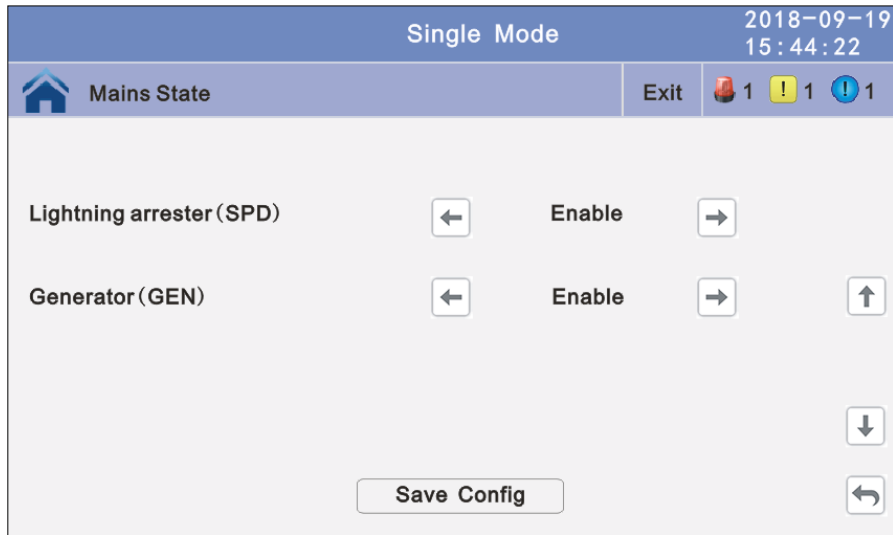 Single Mode
2018-09-19
15:44:22
Mains State
Exit
1
1
1
Lightning arrester(SPD)
Enable
Generator(GEN)
Enable
Save Config